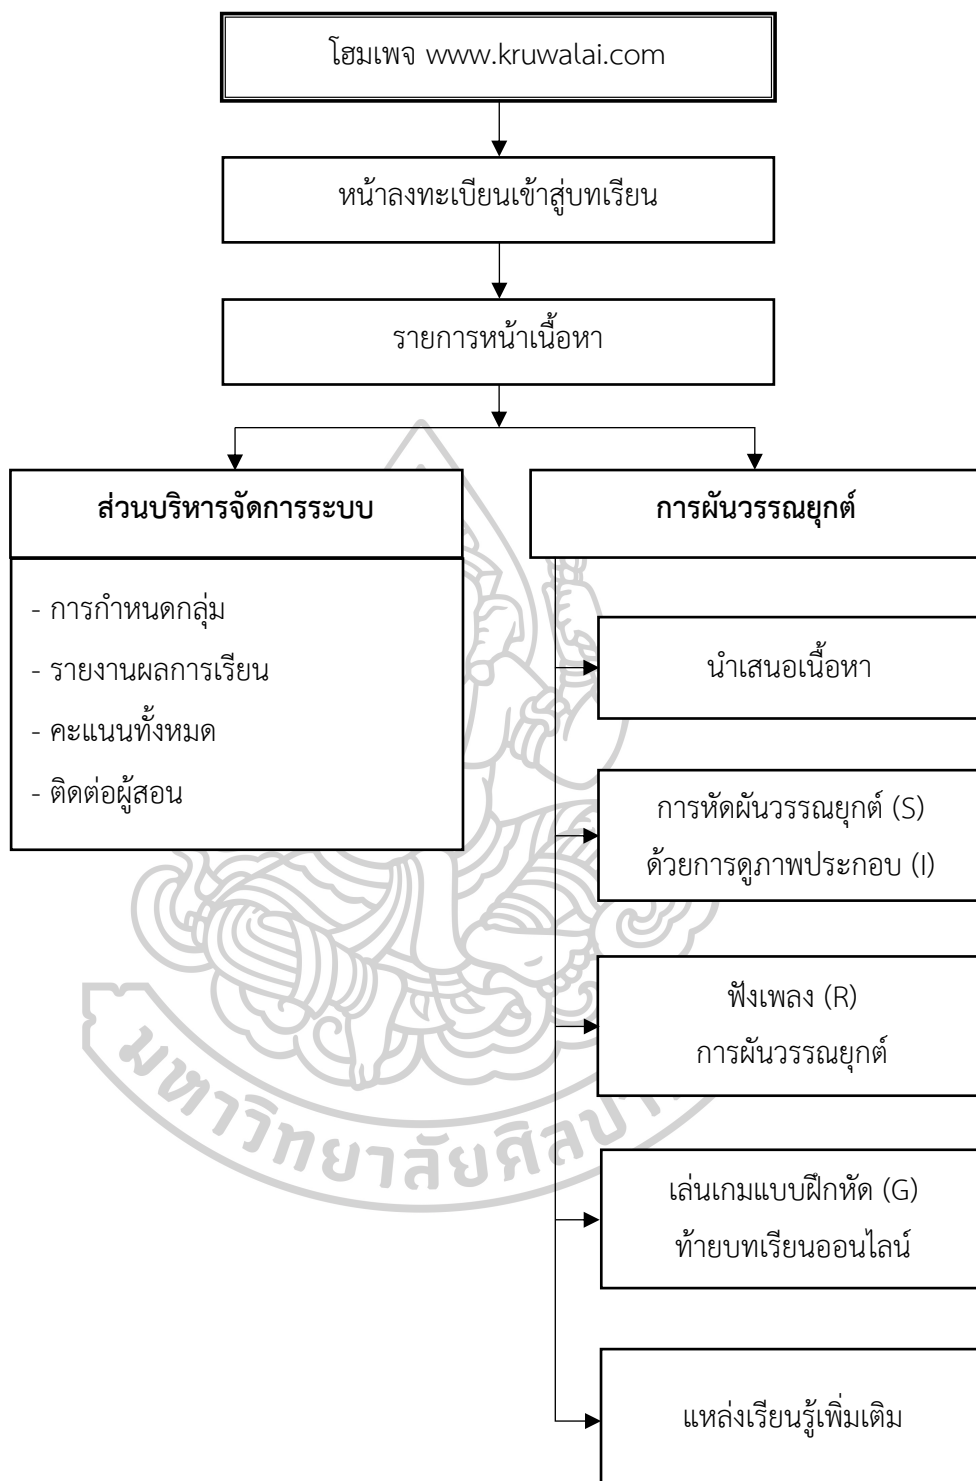 โฮมเพจ www.kruwalai.com
หน้าลงทะเบียนเข้าสู่บทเรียน
รายการหน้าเนื้อหา
ส่วนบริหารจัดการระบบ
- การกำหนดกลุ่ม
- รายงานผลการเรียน
- คะแนนทั้งหมด
- ติดต่อผู้สอน
การผันวรรณยุกต์
นำเสนอเนื้อหา
การหัดผันวรรณยุกต์ (S)
ด้วยการดูภาพประกอบ (I)
ฟังเพลง (R)
การผันวรรณยุกต์
เล่นเกมแบบฝึกหัด (G)
ท้ายบทเรียนออนไลน์
แหล่งเรียนรู้เพิ่มเติม